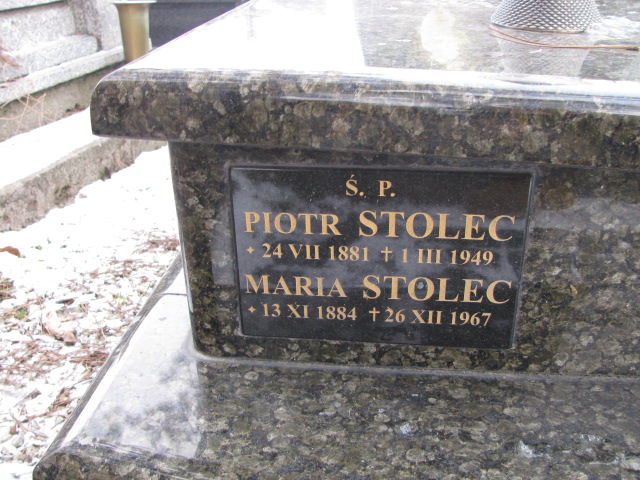 Ś. P.
PIOTR STOLEC
* 24 VII 1881 † 1 III 1949
MARIA STOLEC
* 13 XI 1884 † 26 XII 1967